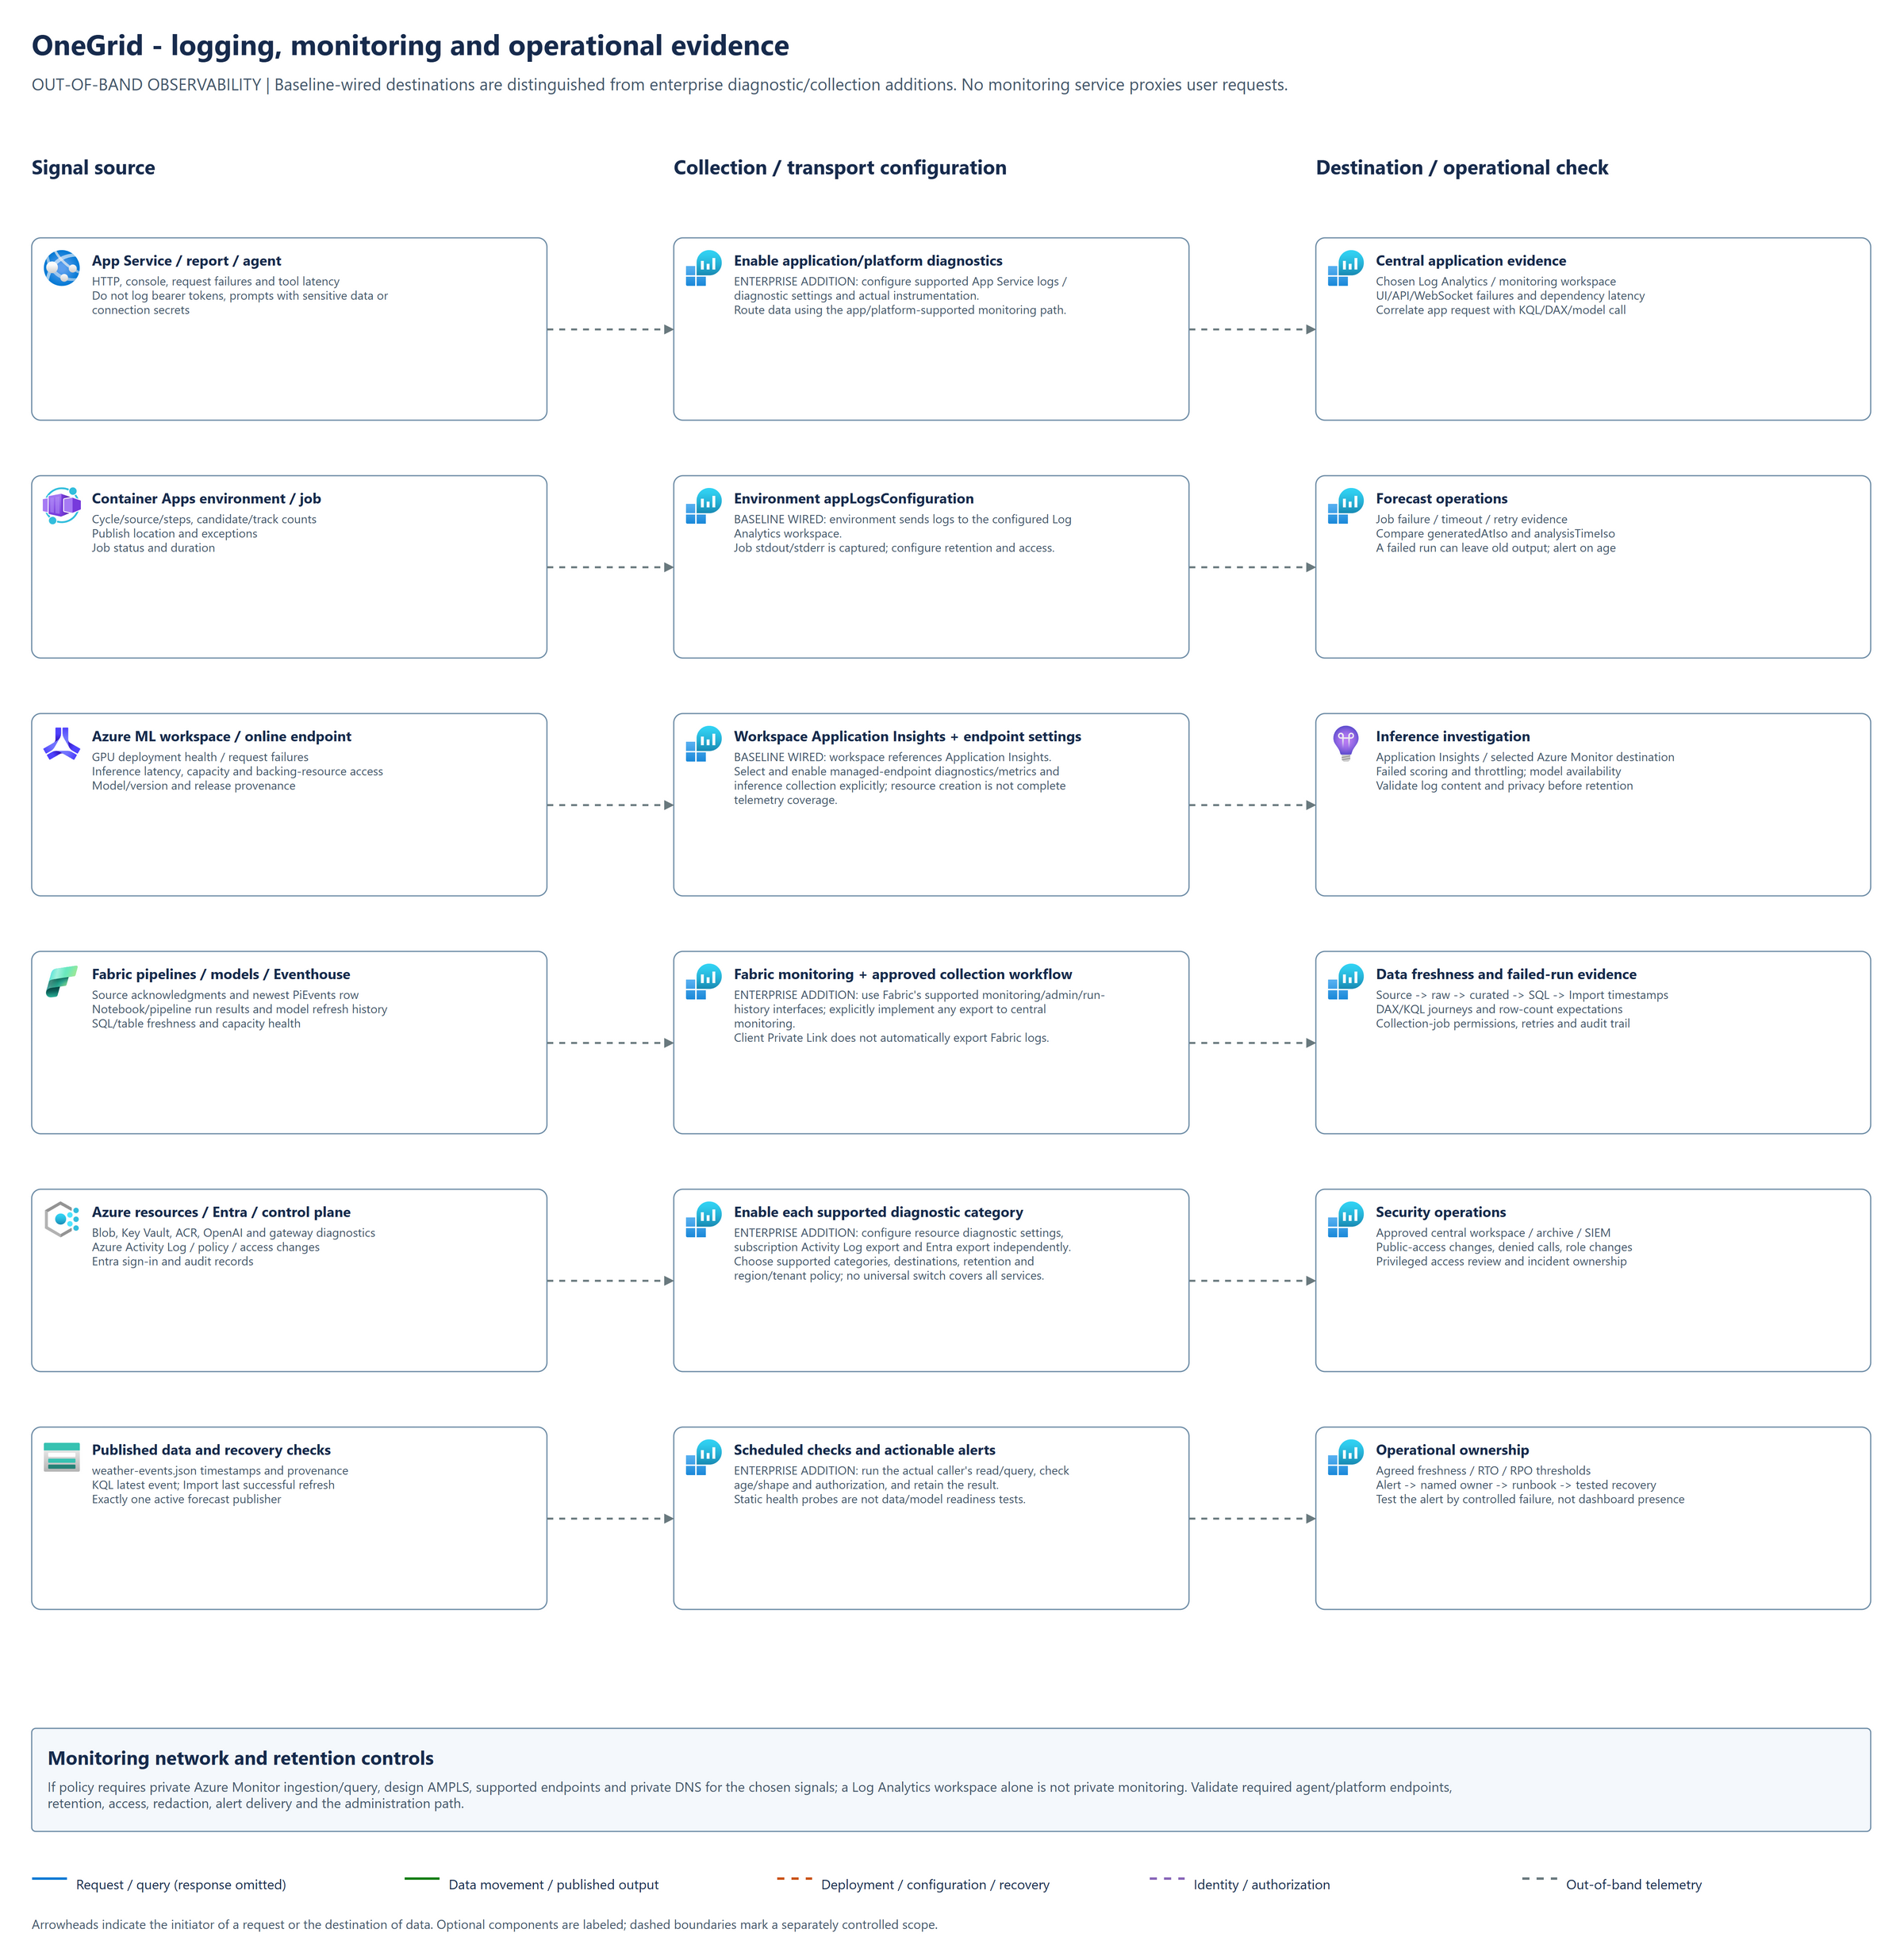 OneGrid - logging, monitoring and operational evidence
OUT-OF-BAND OBSERVABILITY | Baseline-wired destinations are distinguished from enterprise diagnostic/collection additions. No monitoring service proxies user requests.
Signal source
Collection / transport configuration
Destination / operational check
App Service / report / agent
HTTP, console, request failures and tool latency
Do not log bearer tokens, prompts with sensitive data or
connection secrets
Enable application/platform diagnostics
ENTERPRISE ADDITION: configure supported App Service logs /
diagnostic settings and actual instrumentation.
Route data using the app/platform-supported monitoring path.
Central application evidence
Chosen Log Analytics / monitoring workspace
UI/API/WebSocket failures and dependency latency
Correlate app request with KQL/DAX/model call
Container Apps environment / job
Cycle/source/steps, candidate/track counts
Publish location and exceptions
Job status and duration
Environment appLogsConfiguration
BASELINE WIRED: environment sends logs to the configured Log
Analytics workspace.
Job stdout/stderr is captured; configure retention and access.
Forecast operations
Job failure / timeout / retry evidence
Compare generatedAtIso and analysisTimeIso
A failed run can leave old output; alert on age
Azure ML workspace / online endpoint
GPU deployment health / request failures
Inference latency, capacity and backing-resource access
Model/version and release provenance
Workspace Application Insights + endpoint settings
BASELINE WIRED: workspace references Application Insights.
Select and enable managed-endpoint diagnostics/metrics and
inference collection explicitly; resource creation is not complete
telemetry coverage.
Inference investigation
Application Insights / selected Azure Monitor destination
Failed scoring and throttling; model availability
Validate log content and privacy before retention
Fabric pipelines / models / Eventhouse
Source acknowledgments and newest PiEvents row
Notebook/pipeline run results and model refresh history
SQL/table freshness and capacity health
Fabric monitoring + approved collection workflow
ENTERPRISE ADDITION: use Fabric's supported monitoring/admin/run-
history interfaces; explicitly implement any export to central
monitoring.
Client Private Link does not automatically export Fabric logs.
Data freshness and failed-run evidence
Source -> raw -> curated -> SQL -> Import timestamps
DAX/KQL journeys and row-count expectations
Collection-job permissions, retries and audit trail
Azure resources / Entra / control plane
Blob, Key Vault, ACR, OpenAI and gateway diagnostics
Azure Activity Log / policy / access changes
Entra sign-in and audit records
Enable each supported diagnostic category
ENTERPRISE ADDITION: configure resource diagnostic settings,
subscription Activity Log export and Entra export independently.
Choose supported categories, destinations, retention and
region/tenant policy; no universal switch covers all services.
Security operations
Approved central workspace / archive / SIEM
Public-access changes, denied calls, role changes
Privileged access review and incident ownership
Published data and recovery checks
weather-events.json timestamps and provenance
KQL latest event; Import last successful refresh
Exactly one active forecast publisher
Scheduled checks and actionable alerts
ENTERPRISE ADDITION: run the actual caller's read/query, check
age/shape and authorization, and retain the result.
Static health probes are not data/model readiness tests.
Operational ownership
Agreed freshness / RTO / RPO thresholds
Alert -> named owner -> runbook -> tested recovery
Test the alert by controlled failure, not dashboard presence
Monitoring network and retention controls
If policy requires private Azure Monitor ingestion/query, design AMPLS, supported endpoints and private DNS for the chosen signals; a Log Analytics workspace alone is not private monitoring. Validate required agent/platform endpoints,
retention, access, redaction, alert delivery and the administration path.
Request / query (response omitted)
Data movement / published output
Deployment / configuration / recovery
Identity / authorization
Out-of-band telemetry
Arrowheads indicate the initiator of a request or the destination of data. Optional components are labeled; dashed boundaries mark a separately controlled scope.